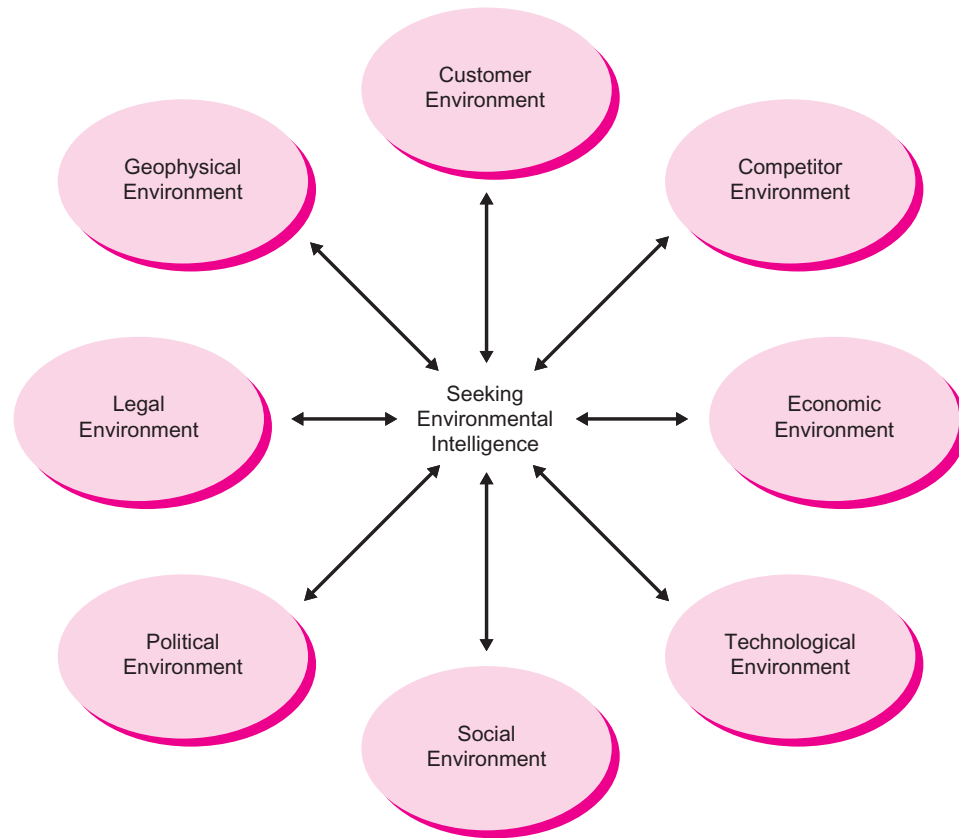 Customer
Environment
Geophysical
Environment
Competitor
Environment
Legal
Environment
Seeking
Environmental
Intelligence
Economic
Environment
Political
Environment
Technological
Environment
Social
Environment